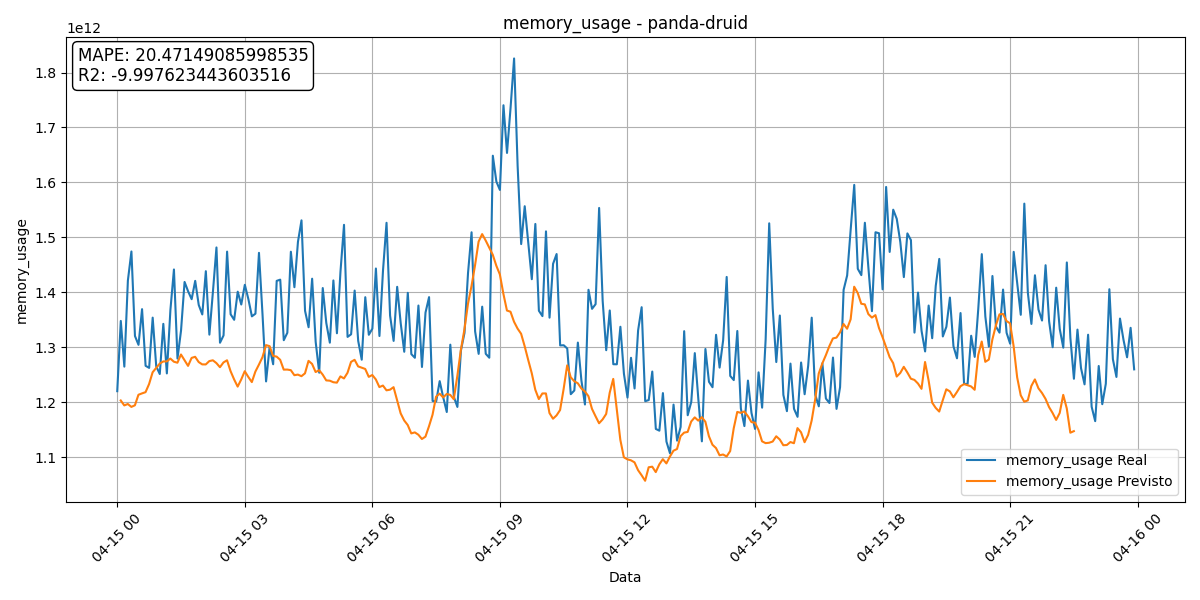 memory_usage - panda-druid
1e12
MAPE: 20.47149085998535
R2: -9.997623443603516
1.8
1.7
1.6
1.5
1.4
1.3
1.2
1.1
memory_usage
memory_usage Real
memory_usage Previsto
04-15 00
04-15 03
04-15 06
04-15 09
04-15 12
04-15 15
04-15 18
04-15 21
04-16 00
Data